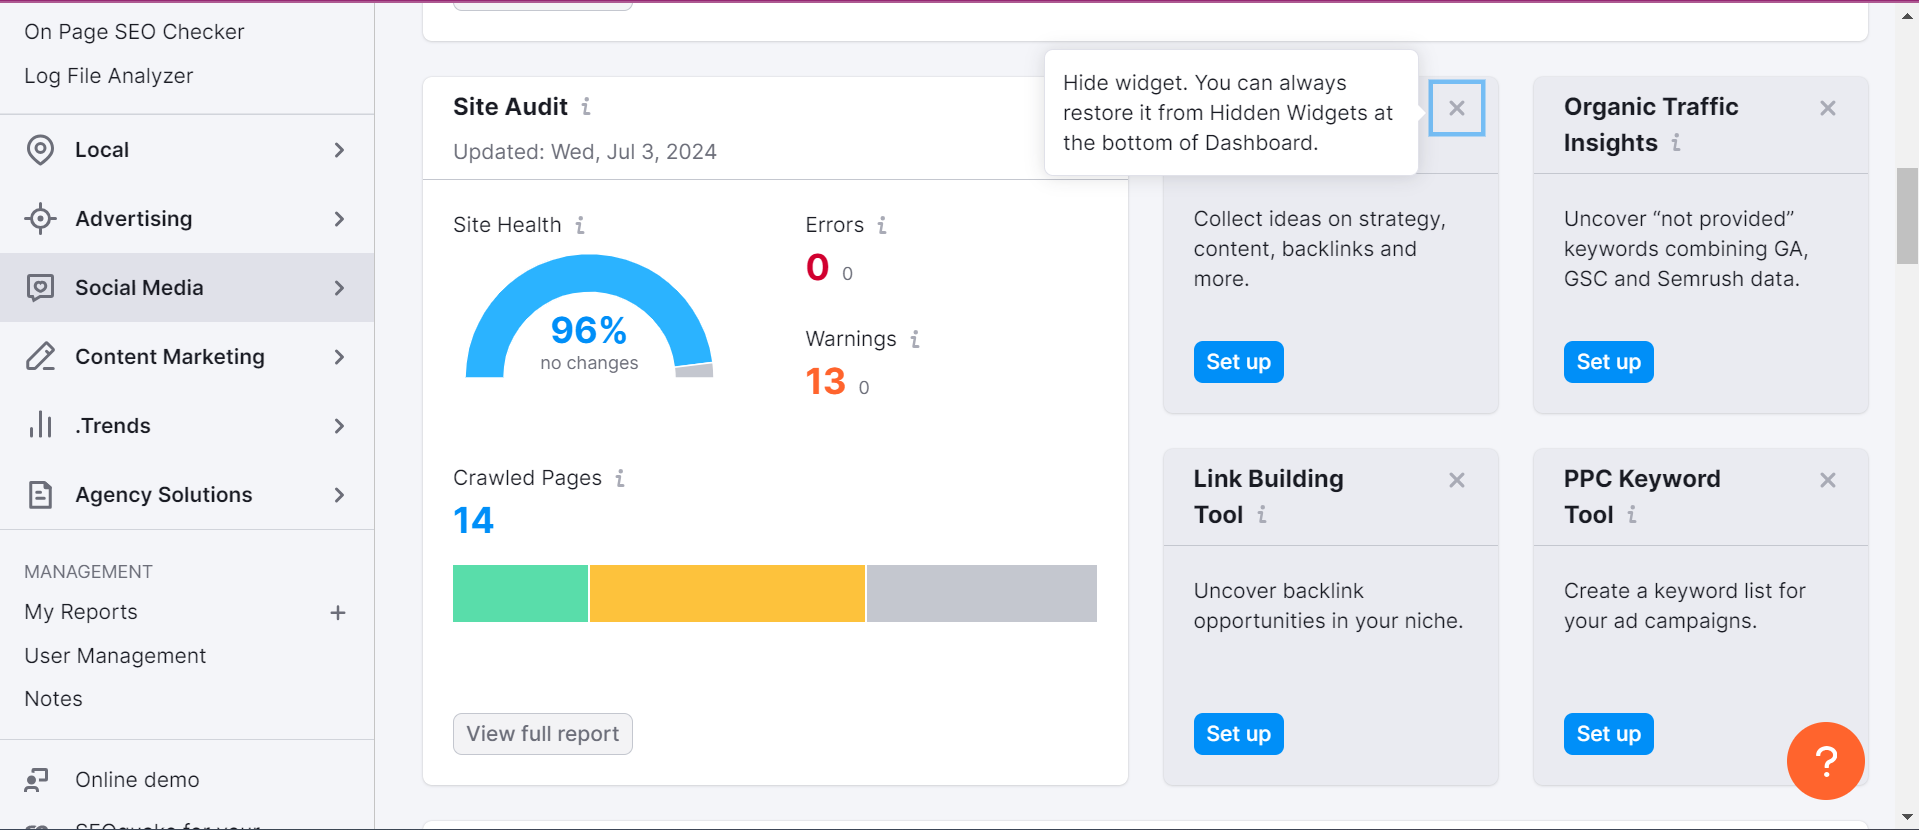 On Page SEO Checker
Log File Analyzer
Local
Advertising
Social Media
Content Marketing
.Trends
Agency Solutions
MANAGEMENT
My Reports
User Management
Notes
Online demo
Site Audit
Updated: Wed, Jul 3, 2024
Site Health
96%
no changes
Errors
0 0
Warnings
13 0
Crawled Pages
14
View full report
Hide widget. You can always
restore it from Hidden Widgets at
the bottom of Dashboard.
Collect ideas on strategy,
content, backlinks and
more.
Set up
Organic Traffic
Insights
Uncover “not provided”
keywords combining GA,
GSC and Semrush data.
Set up
Link Building
Tool
Uncover backlink
opportunities in your niche.
Set up
PPC Keyword
Tool
Create a keyword list for
your ad campaigns.
Set up
?